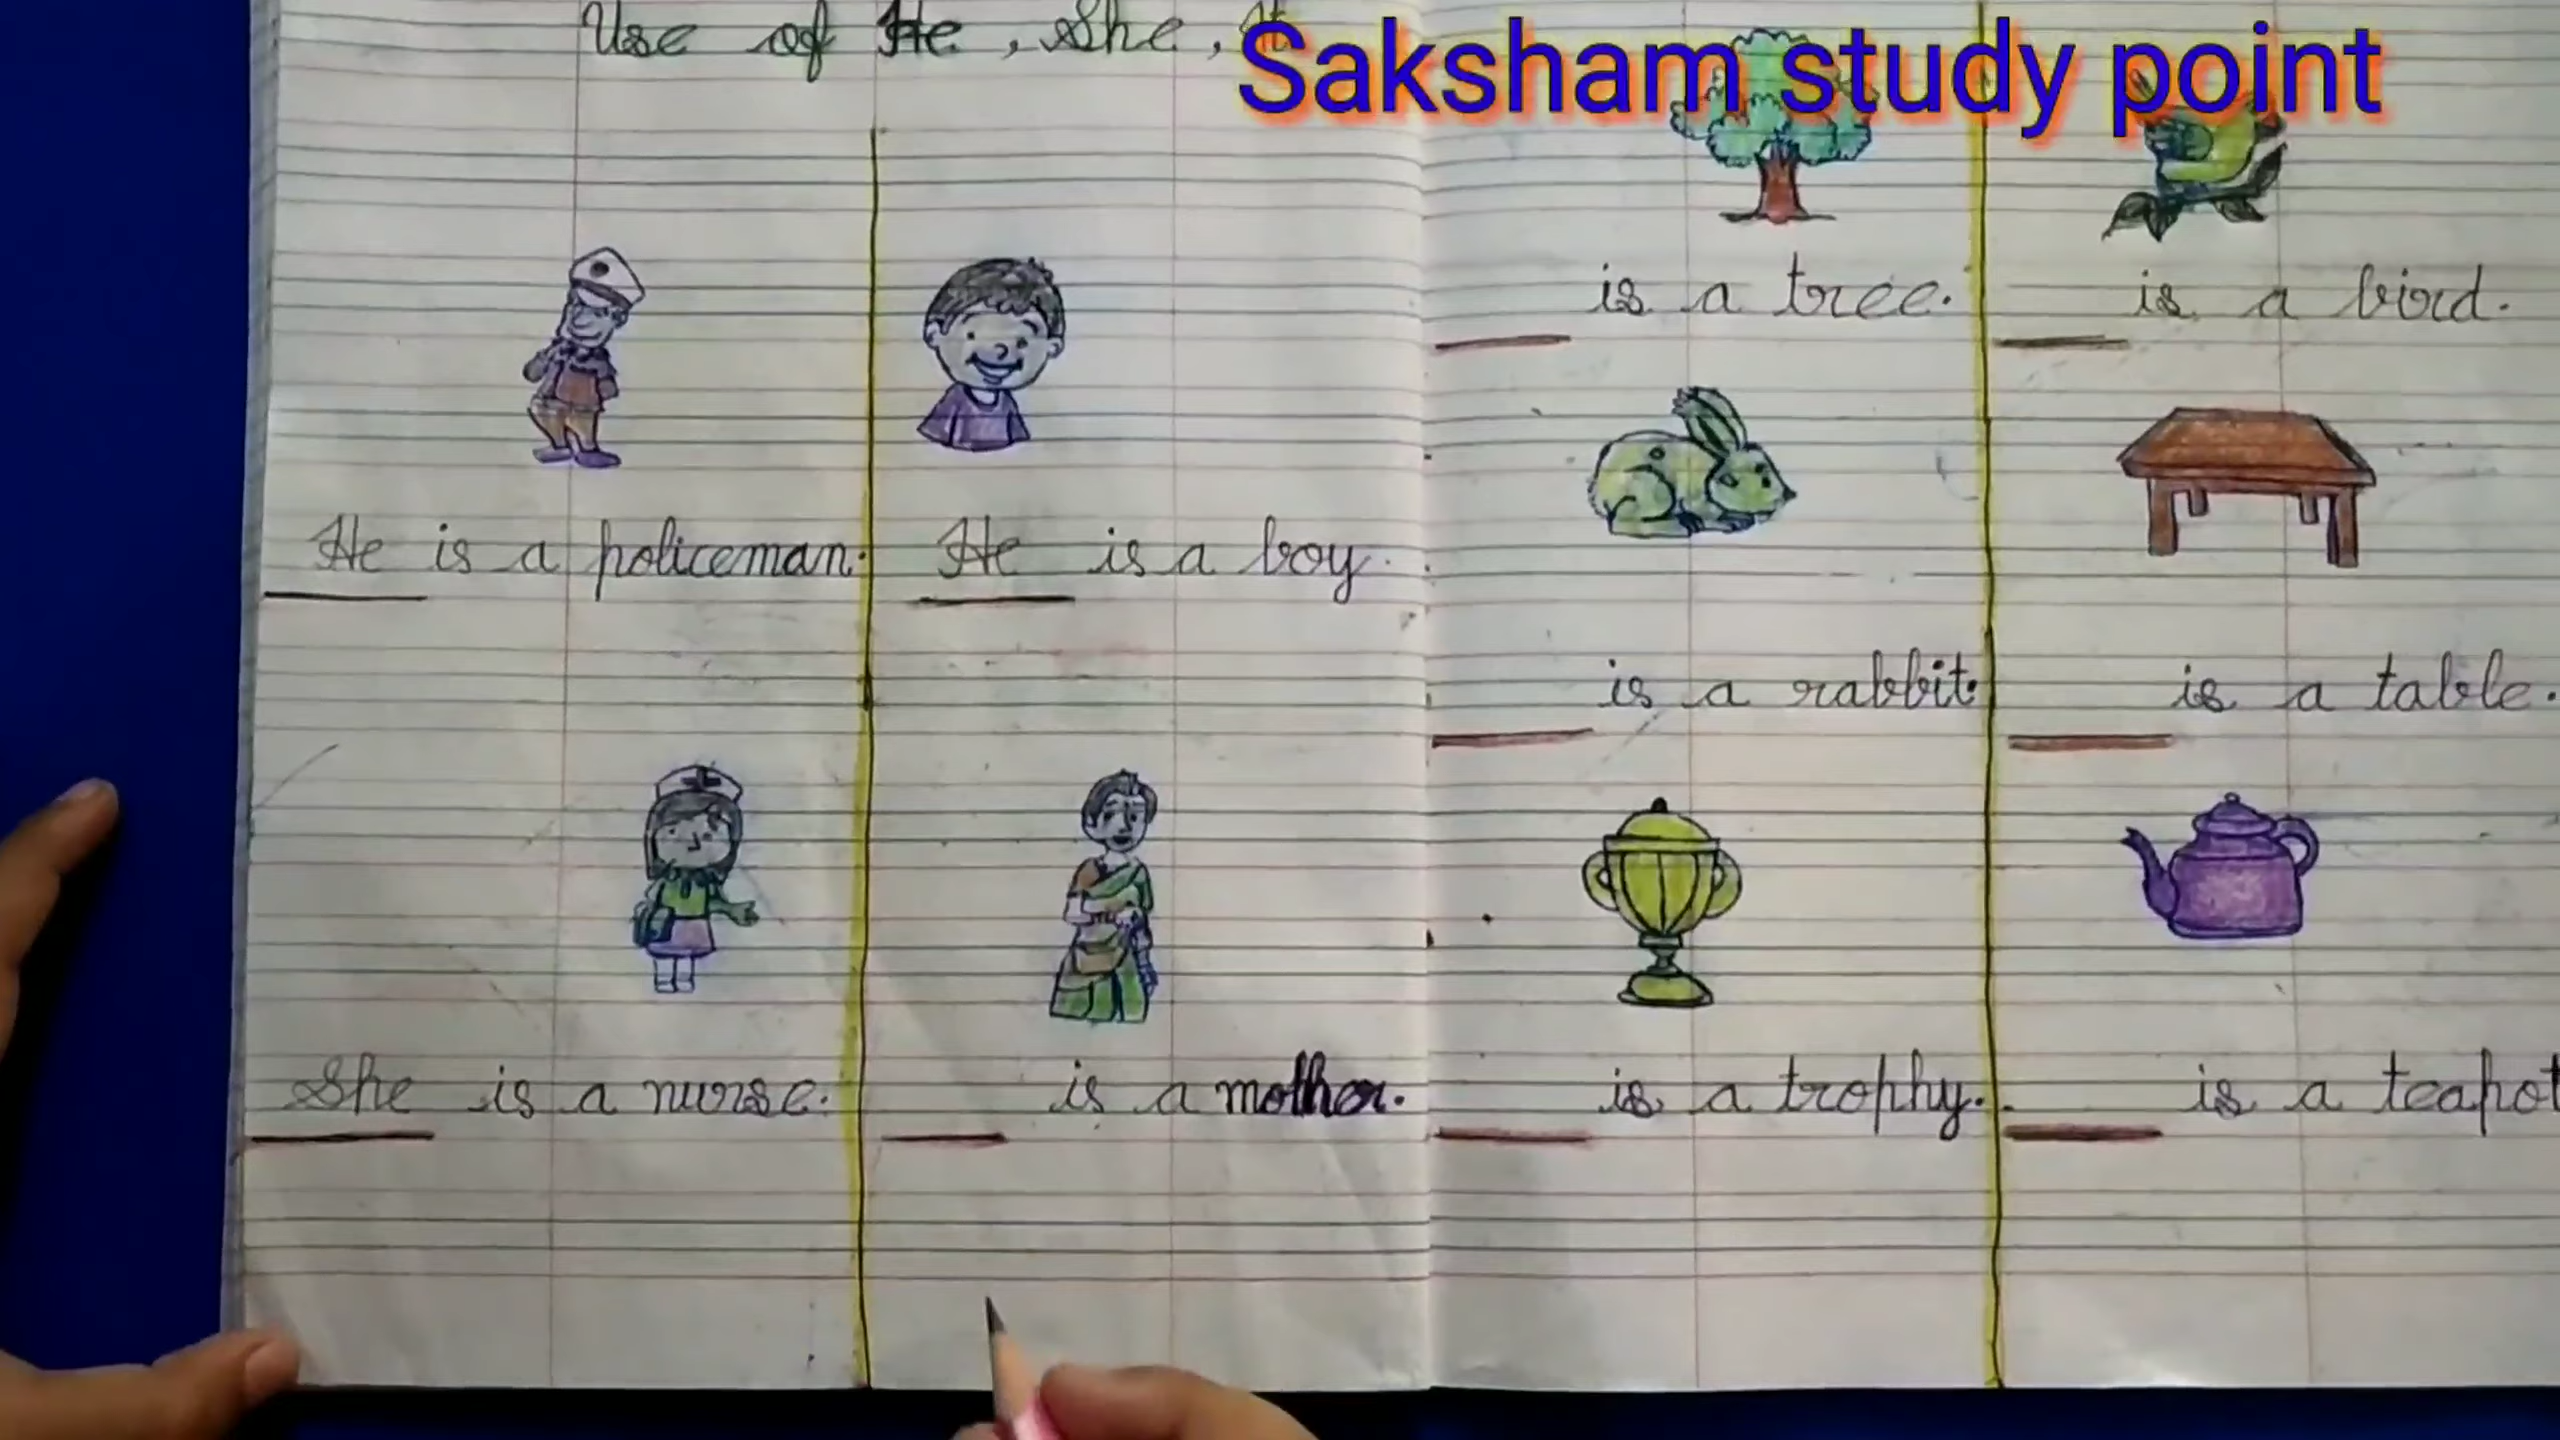 Use of He, She, It
Saksham study point
He is a policeman.
He is a boy.
She is a nurse.
is a mother.
is a tree.
is a bird.
is a rabbit.
is a table.
is a trophy.
is a teapot